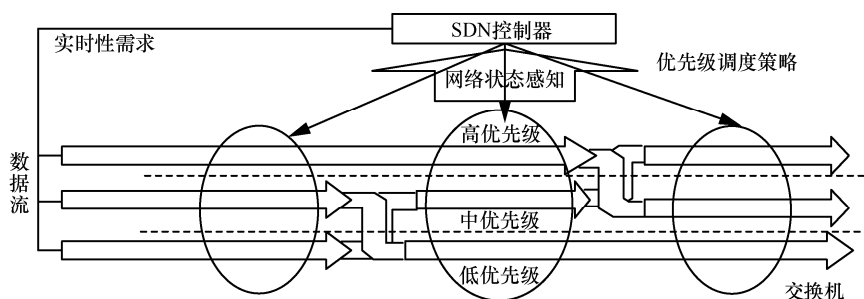 SDN控制器
实时性需求
网络状态感知
优先级调度策略
高优先级
数据流
中优先级
低优先级
交换机